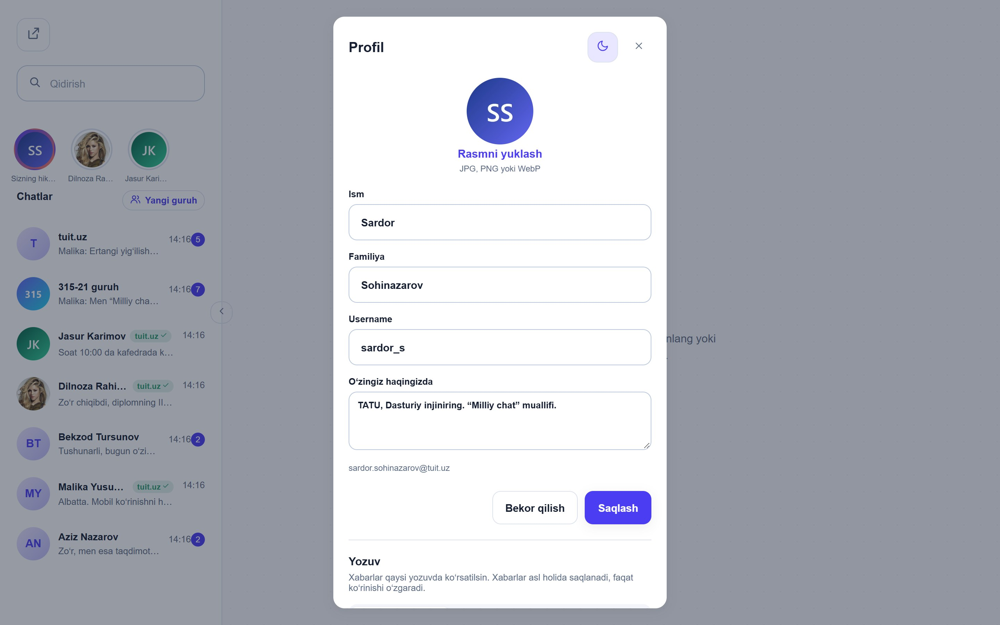 Qidirish
SS
JK
Sizning hik...
Dilnoza Ra...
Jasur Kari...
Chatlar
Yangi guruh
T
tuit.uz
14:16
5
Malika: Ertangi yig‘ilish...
315
315-21 guruh
14:16
7
Malika: Men “Milliy cha...
JK
Jasur Karimov
tuit.uz
14:16
Soat 10:00 da kafedrada k...
Dilnoza Rahi...
tuit.uz
14:16
Zo‘r chiqibdi, diplomning II...
BT
Bekzod Tursunov
14:16
2
Tushunarli, bugun o‘zi...
MY
Malika Yusu...
tuit.uz
14:16
Albatta. Mobil ko‘rinishni h...
AN
Aziz Nazarov
14:16
2
Zo‘r, men esa taqdimot...
Profil
SS
Rasmni yuklash
JPG, PNG yoki WebP
Ism
Sardor
Familiya
Sohinazarov
Username
sardor_s
O‘zingiz haqingizda
TATU, Dasturiy injiniring. “Milliy chat” muallifi.
sardor.sohinazarov@tuit.uz
Bekor qilish
Saqlash
Yozuv
Xabarlar qaysi yozuvda ko‘rsatilsin. Xabarlar asl holida saqlanadi, faqat
ko‘rinishi o‘zgaradi.
yoki